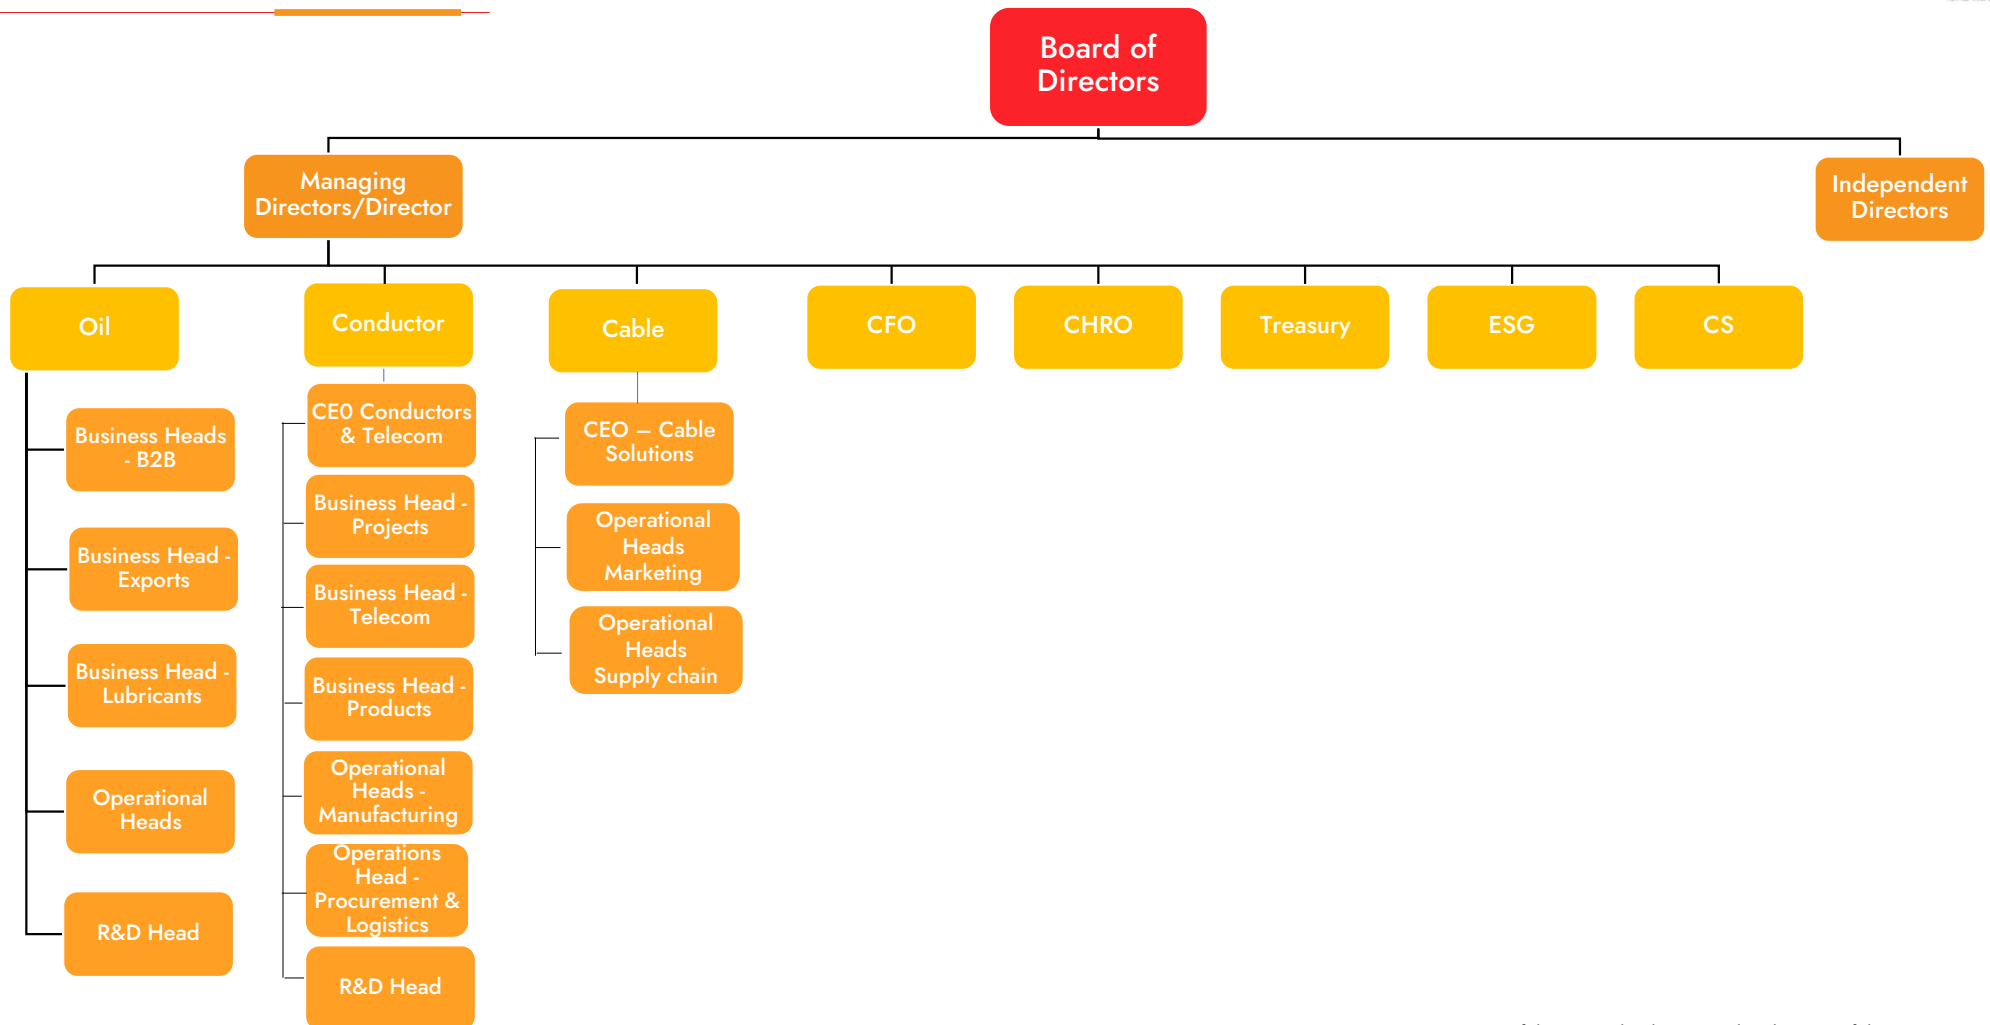 Board of
Directors
Managing
Directors/Director
Independent
Directors
Oil
Conductor
Cable
CFO
CHRO
Treasury
ESG
CS
Business Heads
- B2B
Business Head -
Exports
Business Head -
Lubricants
Operational
Heads
R&D Head
CE0 Conductors
& Telecom
Business Head -
Projects
Business Head -
Telecom
Business Head -
Products
Operational
Heads -
Manufacturing
Operations
Head -
Procurement &
Logistics
R&D Head
CEO – Cable
Solutions
Operational
Heads
Marketing
Operational
Heads
Supply chain